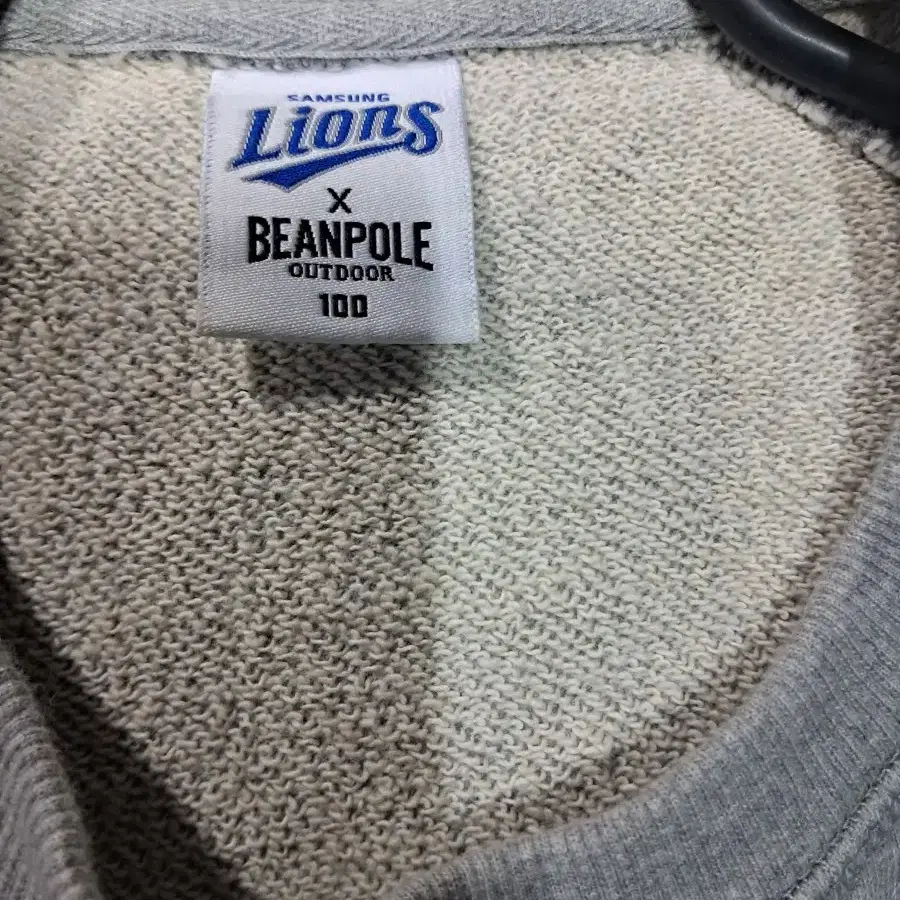 SAMSUNG
Lions
X
BEANPOLE
OUTDOOR
100